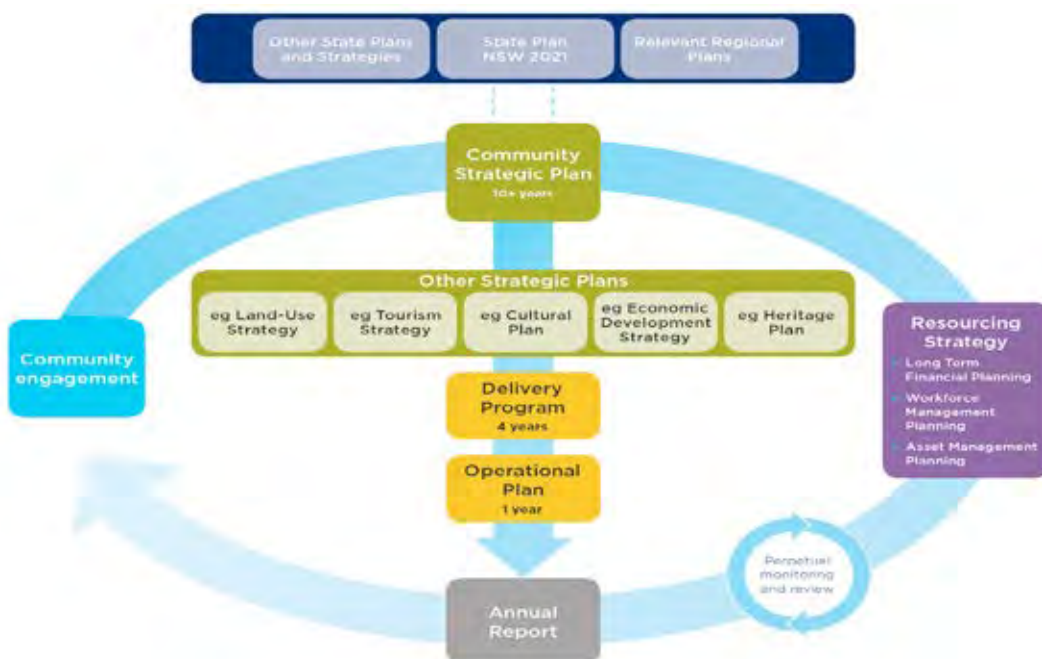 Other State Plans
and Strategies
State Plan
NSW 2021
Relevant Regional
Plans
Community
Strategic Plan
10+ years
Other Strategic Plans
eg Land-Use
Strategy
eg Tourism
Strategy
eg Cultural
Plan
eg Economic
Development
Strategy
eg Heritage
Plan
Community
engagement
Resourcing
Strategy
Long Term
Financial Planning
Workforce
Management
Planning
Asset Management
Planning
Delivery
Program
4 years
Operational
Plan
1 year
Perpetual
monitoring
and review
Annual
Report